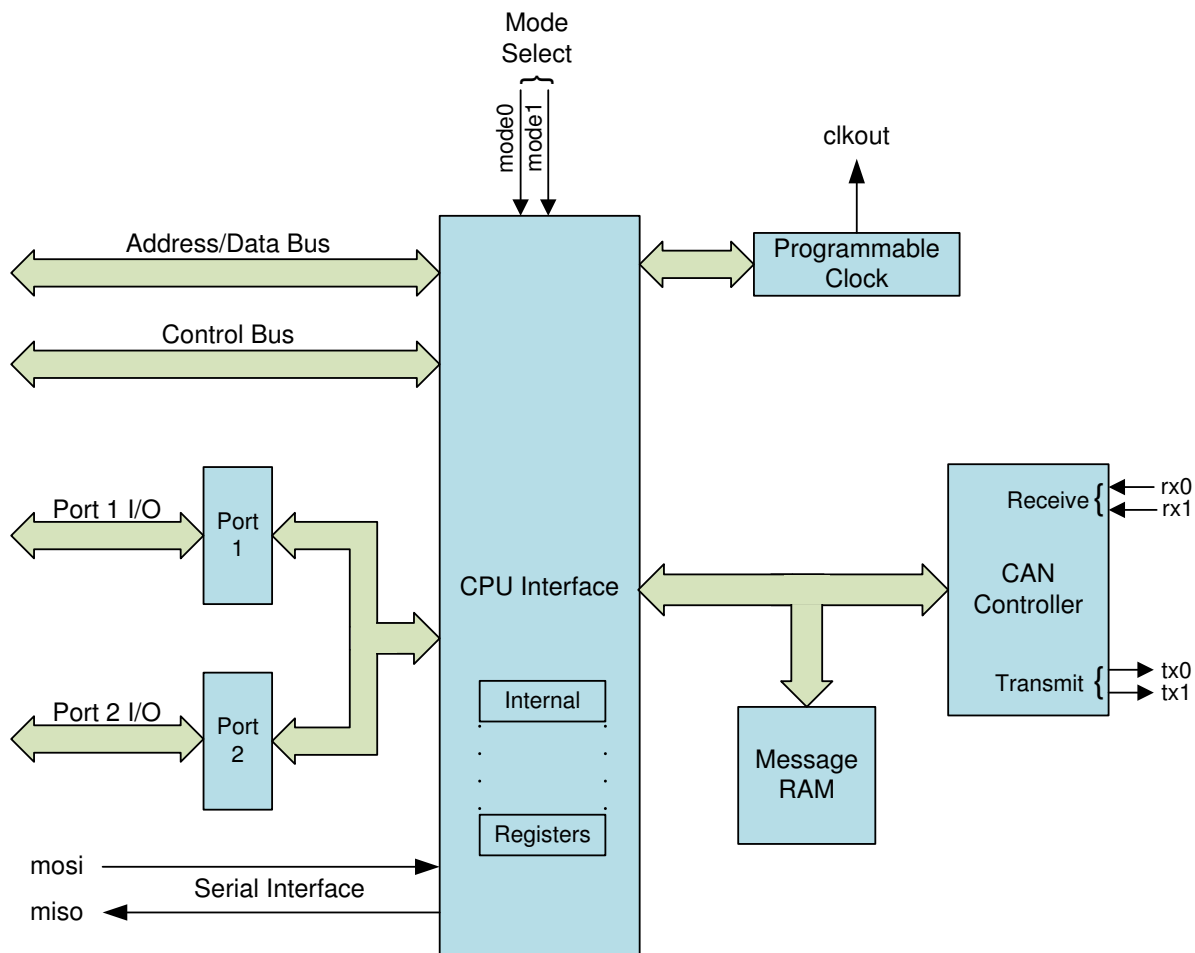 Mode
Select
mode0
mode1
clkout
Address/Data Bus
Programmable
Clock
Control Bus
Port 1 I/O
Port
1
Receive
rx0
rx1
CPU Interface
CAN
Controller
Port 2 I/O
Port
2
Internal
Transmit
tx0
tx1
Message
RAM
Registers
mosi
Serial Interface
miso